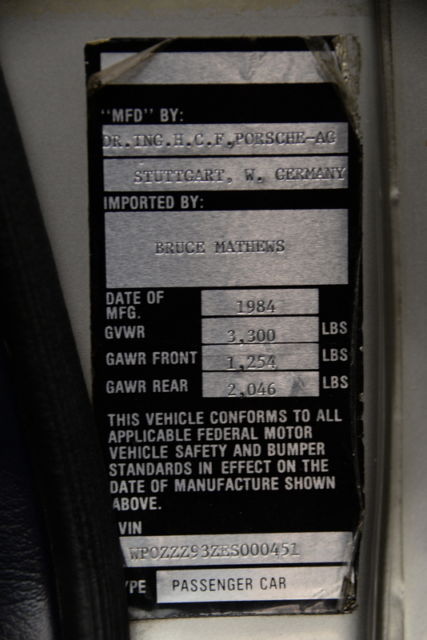 "MFD" BY:
DR.ING.H.C.F.PORSCHE-AG
STUTTGART, W. GERMANY
IMPORTED BY:
BRUCE MATHEWS
DATE OF
MFG. 1984
GVWR 3,300 LBS
GAWR FRONT 1,254 LBS
GAWR REAR 2,046 LBS
THIS VEHICLE CONFORMS TO ALL
APPLICABLE FEDERAL MOTOR
VEHICLE SAFETY AND BUMPER
STANDARDS IN EFFECT ON THE
DATE OF MANUFACTURE SHOWN
ABOVE.
VIN
WPOZZZ93ZES000451
YPE PASSENGER CAR